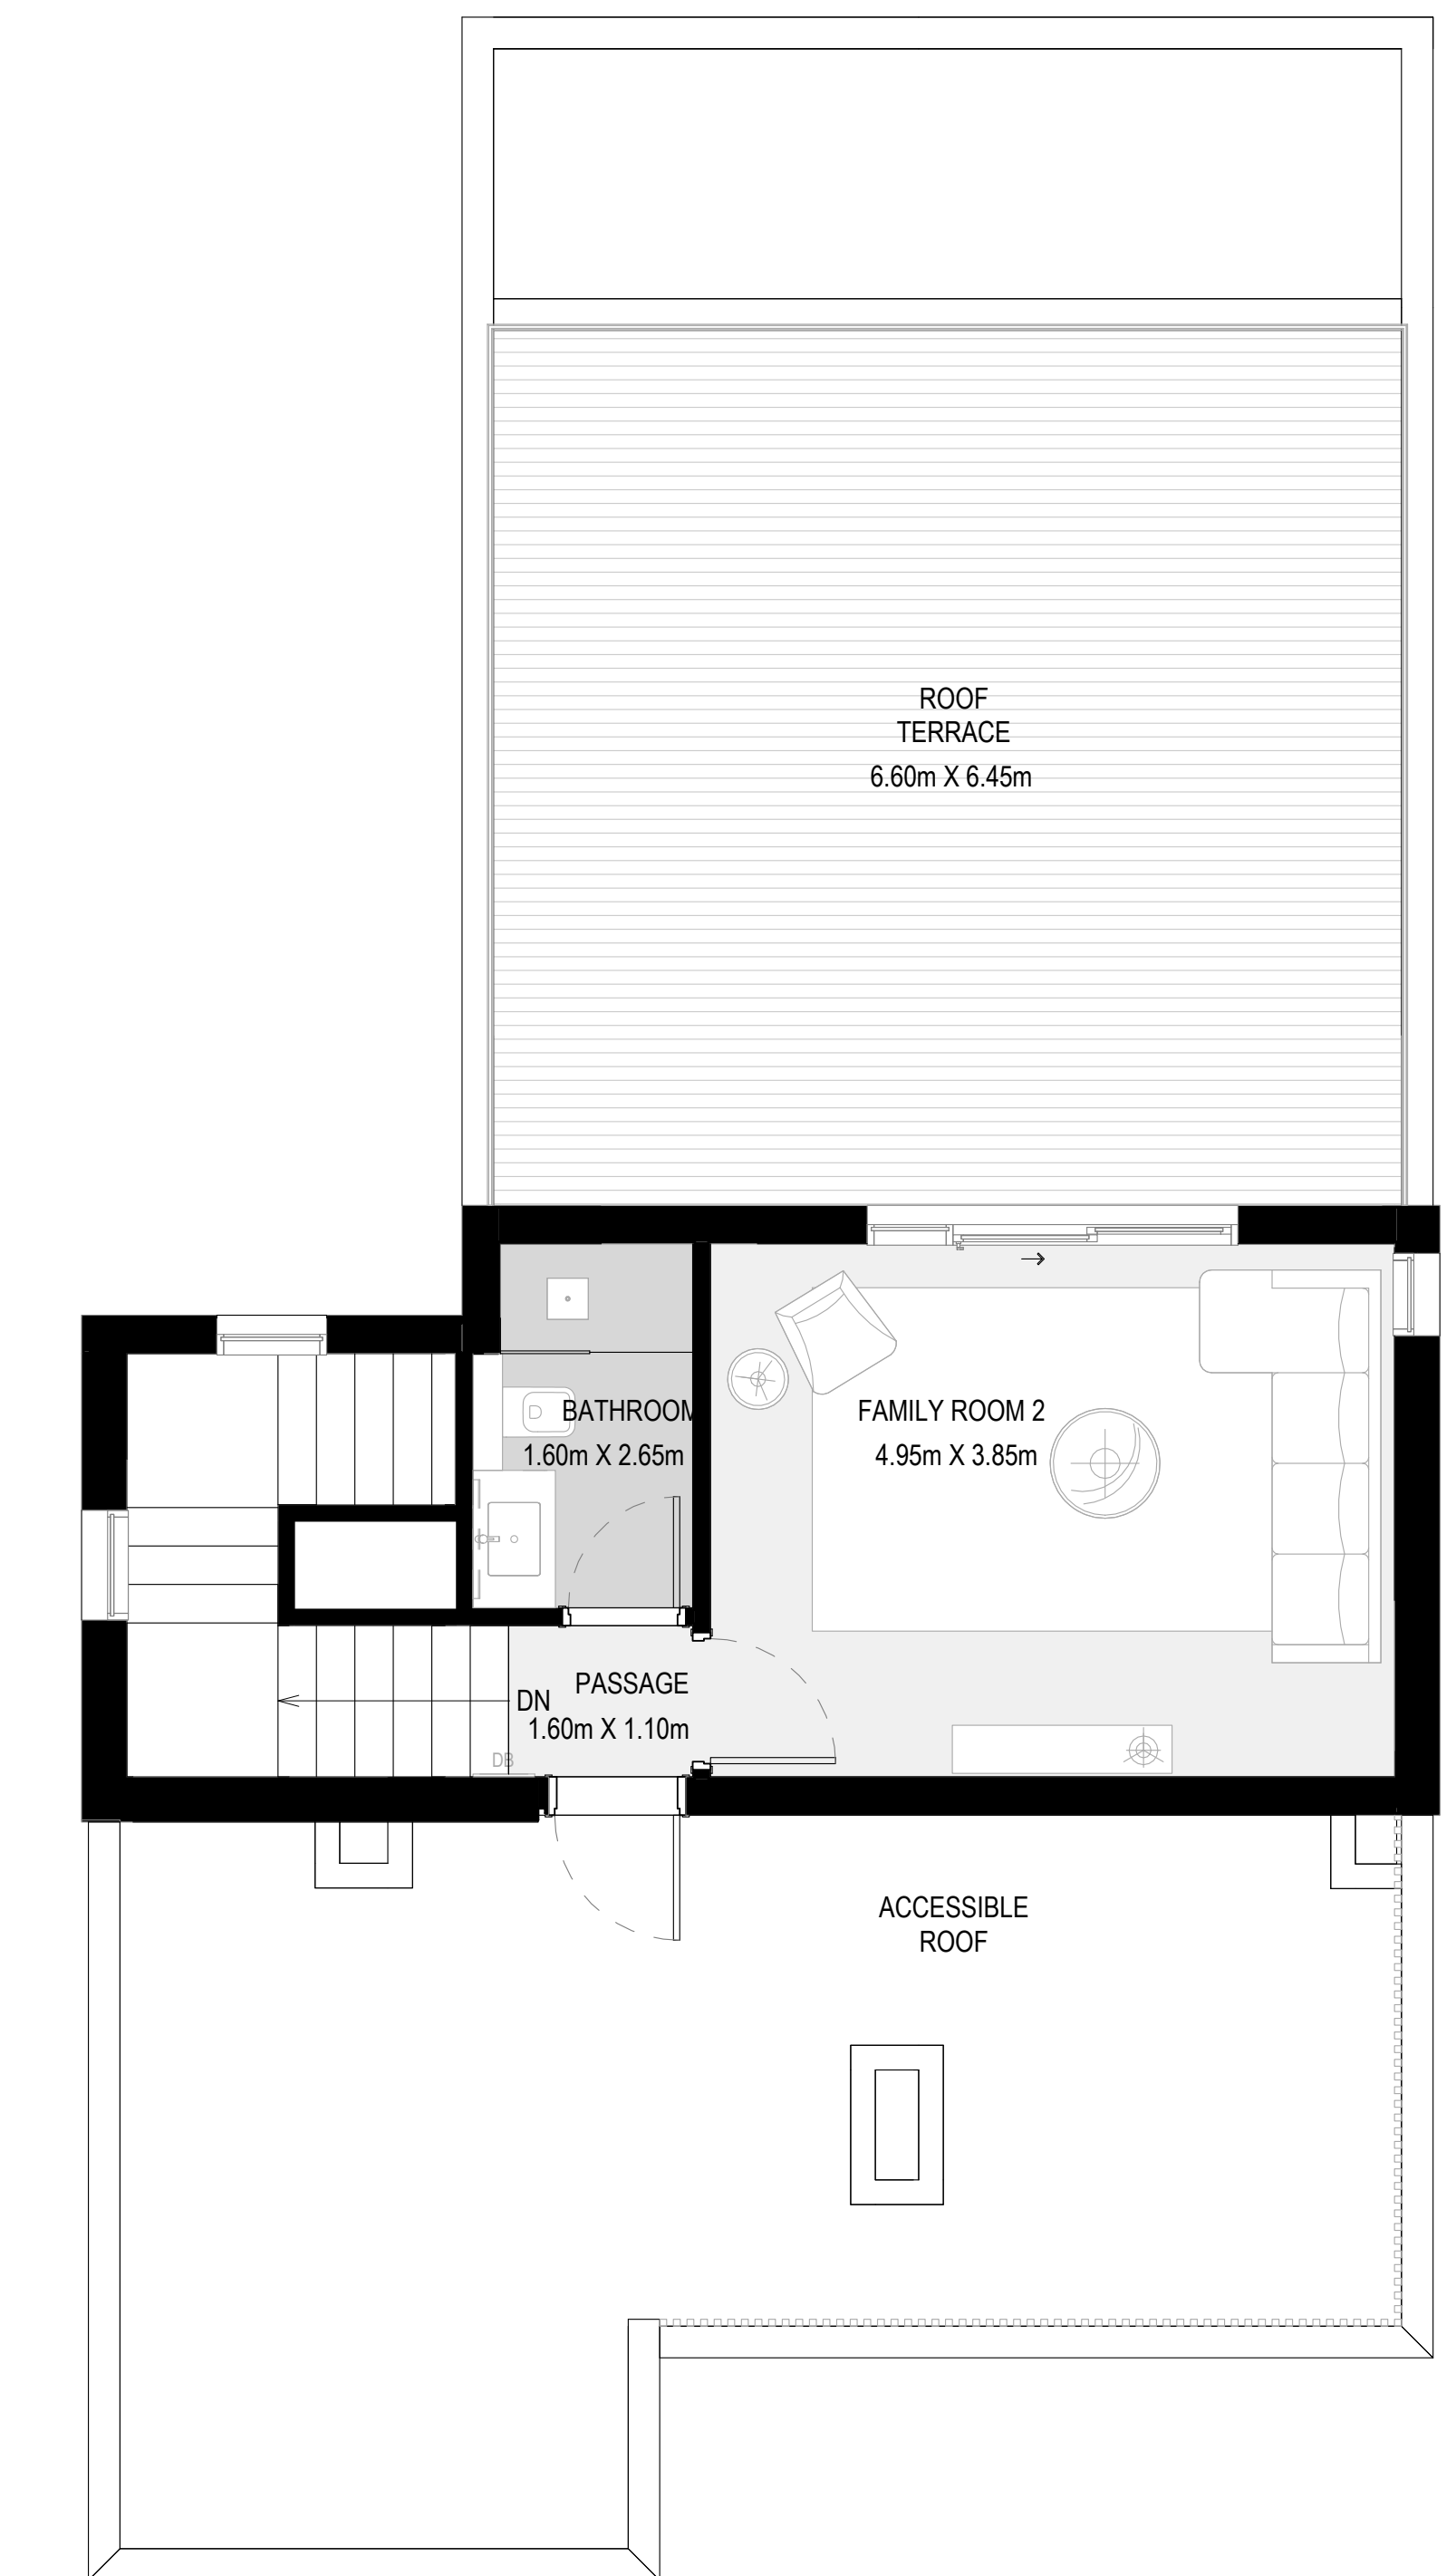 ROOF
TERRACE
6.60m X 6.45m
BATHROOM
1.60m X 2.65m
FAMILY ROOM 2
4.95m X 3.85m
PASSAGE
DN
1.60m X 1.10m
DB
ACCESSIBLE
ROOF